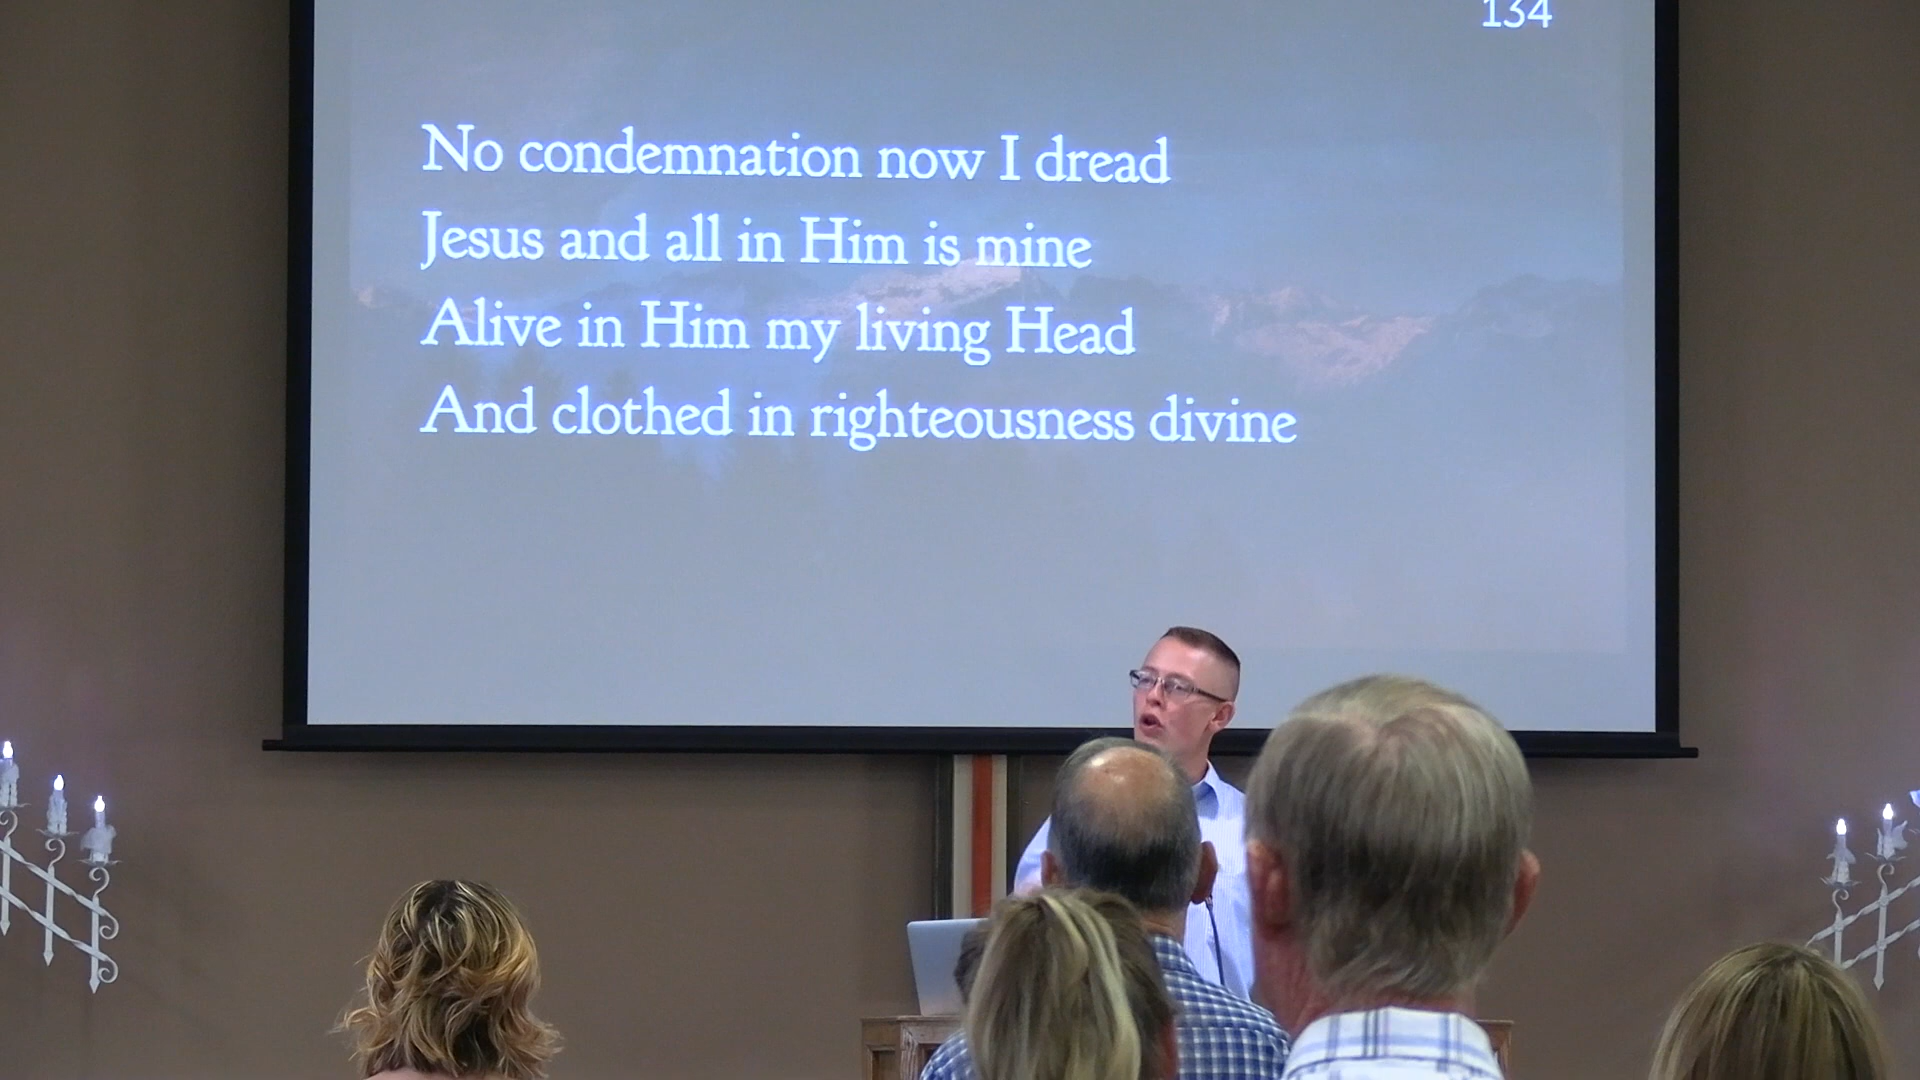 134
No condemnation now I dread
Jesus and all in Him is mine
Alive in Him my living Head
And clothed in righteousness divine